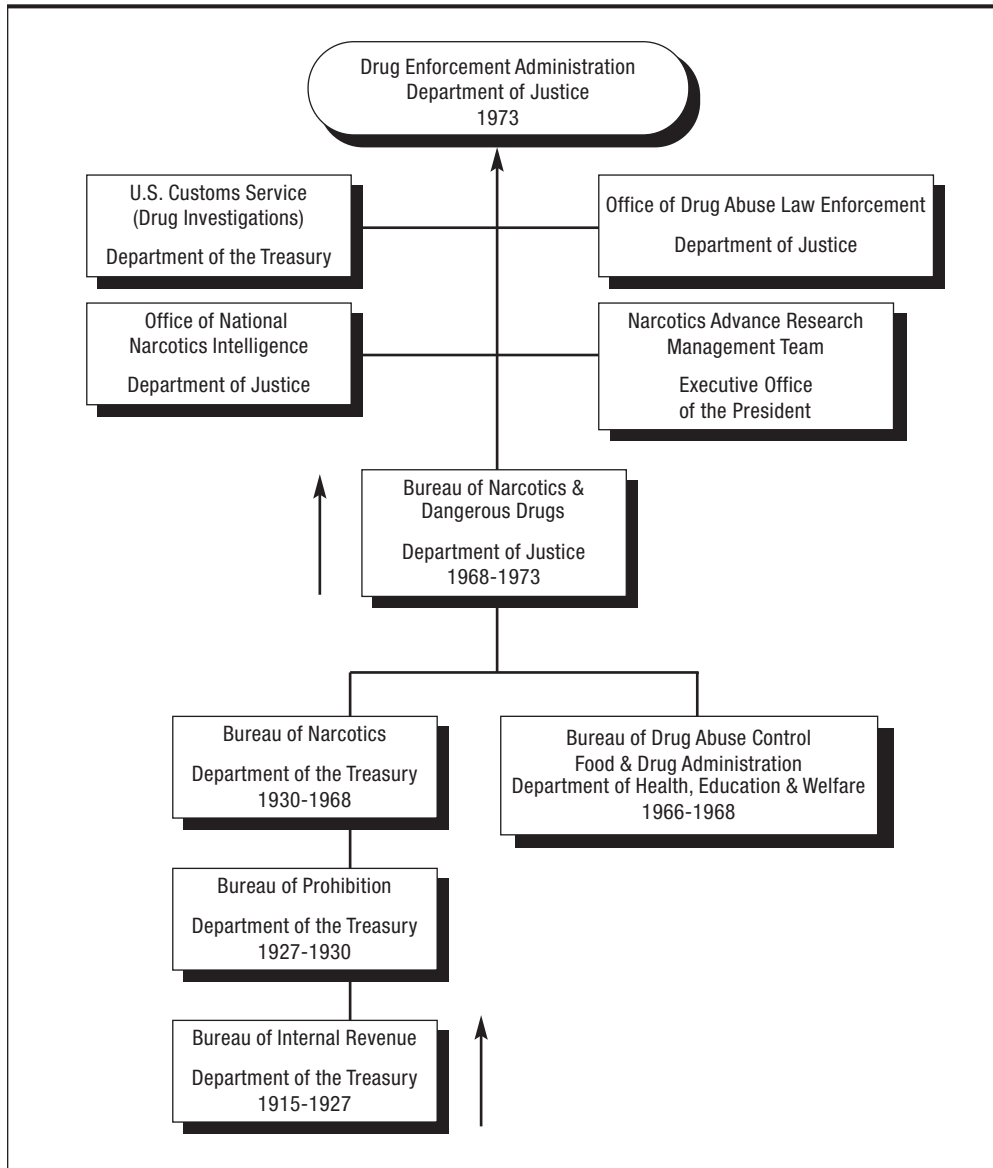 Drug Enforcement Administration
Department of Justice
1973
U.S. Customs Service
(Drug Investigations)
Department of the Treasury
Office of Drug Abuse Law Enforcement
Department of Justice
Office of National
Narcotics Intelligence
Department of Justice
Narcotics Advance Research
Management Team
Executive Office
of the President
Bureau of Narcotics &
Dangerous Drugs
Department of Justice
1968-1973
Bureau of Narcotics
Department of the Treasury
1930-1968
Bureau of Drug Abuse Control
Food & Drug Administration
Department of Health, Education & Welfare
1966-1968
Bureau of Prohibition
Department of the Treasury
1927-1930
Bureau of Internal Revenue
Department of the Treasury
1915-1927